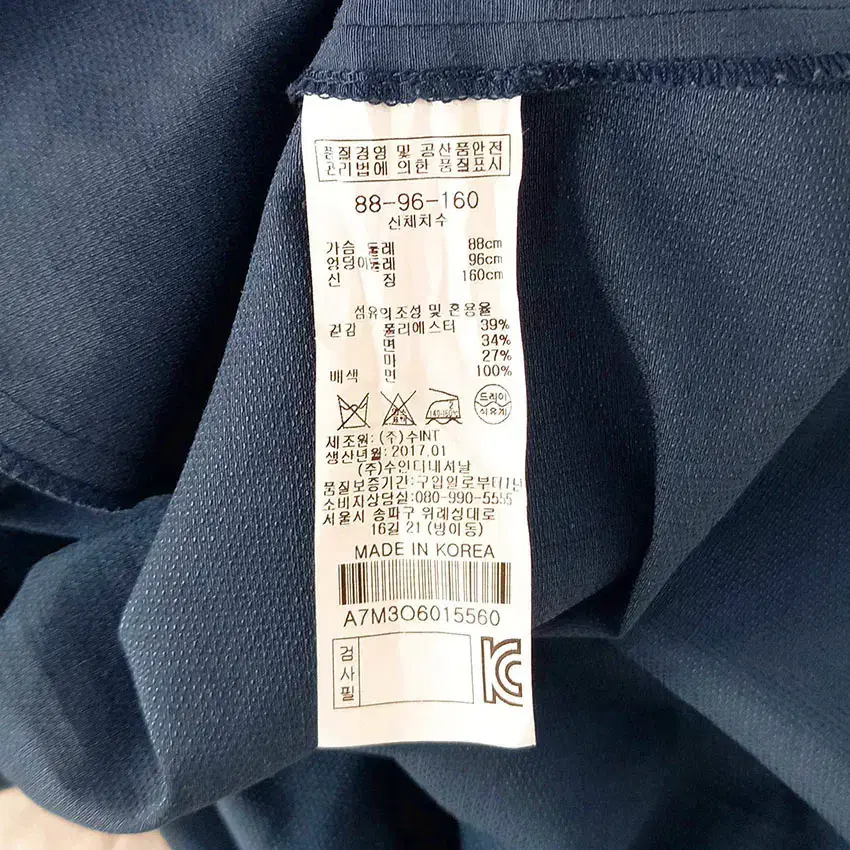 품질경영 및 공산품안전
관리법에 의한 품질표시
88-96-160
신체치수
가슴 둘레 88cm
엉덩이둘레 96cm
신 장 160cm
섬유의조성 및 혼용율
겉감 폴리에스터 39%
면 34%
마 27%
배색 면 100%
140-160℃
드라이
석유계
제조원: (주)수INT
생산년월: 2017.01
(주)수인터내셔날
품질보증기간:구입일로부터1년
소비자상담실:080-990-5555
서울시 송파구 위례성대로
16길 21 (방이동)
MADE IN KOREA
A7M3O6015560
검사필
KC